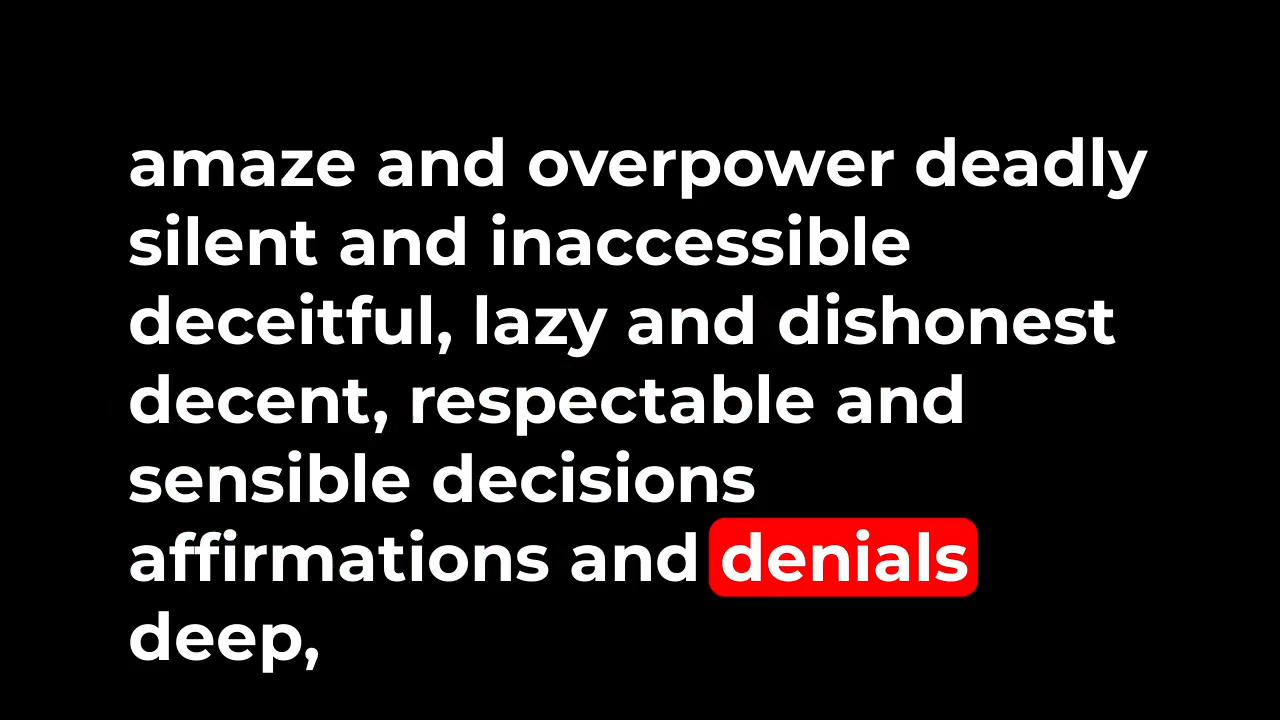 amaze and overpower deadly
silent and inaccessible
deceitful, lazy and dishonest
decent, respectable and
sensible decisions
affirmations and denials
deep,